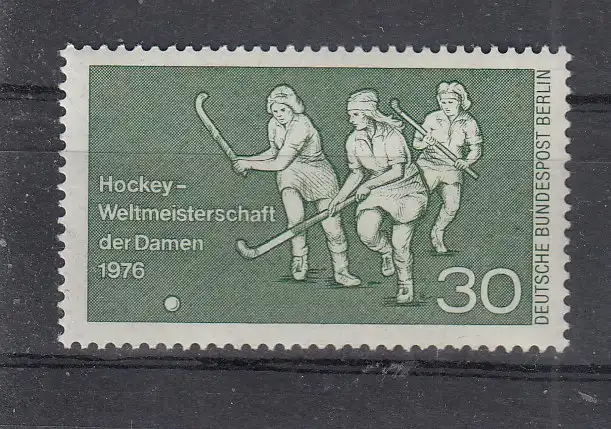 Hockey -
Weltmeisterschaft
der Damen
1976
30
DEUTSCHE BUNDESPOST BERLIN